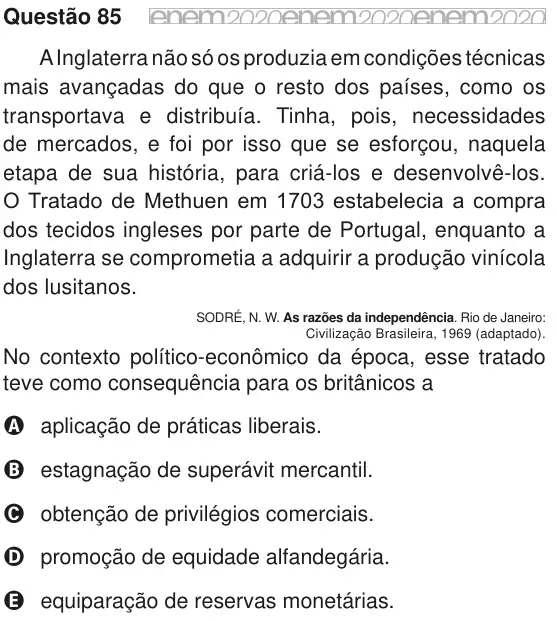 Questão 85 enem2020enem2020enem2020
A Inglaterra não só os produzia em condições técnicas
mais avançadas do que o resto dos países, como os
transportava e distribuía. Tinha, pois, necessidades
de mercados, e foi por isso que se esforçou, naquela
etapa de sua história, para criá-los e desenvolvê-los.
O Tratado de Methuen em 1703 estabelecia a compra
dos tecidos ingleses por parte de Portugal, enquanto a
Inglaterra se comprometia a adquirir a produção vinícola
dos lusitanos.
SODRÉ, N. W. As razões da independência. Rio de Janeiro:
Civilização Brasileira, 1969 (adaptado).
No contexto político-econômico da época, esse tratado
teve como consequência para os britânicos a
A aplicação de práticas liberais.
B estagnação de superávit mercantil.
C obtenção de privilégios comerciais.
D promoção de equidade alfandegária.
E equiparação de reservas monetárias.